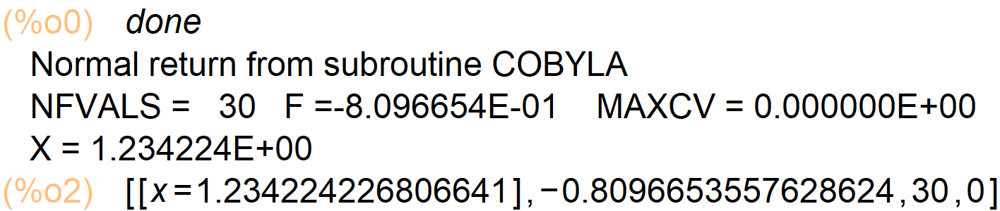 (%o0) done
Normal return from subroutine COBYLA
NFVALS = 30 F =-8.096654E-01 MAXCV = 0.000000E+00
X = 1.234224E+00
(%o2) [[x=1.234224226806641],−0.8096653557628624,30,0]